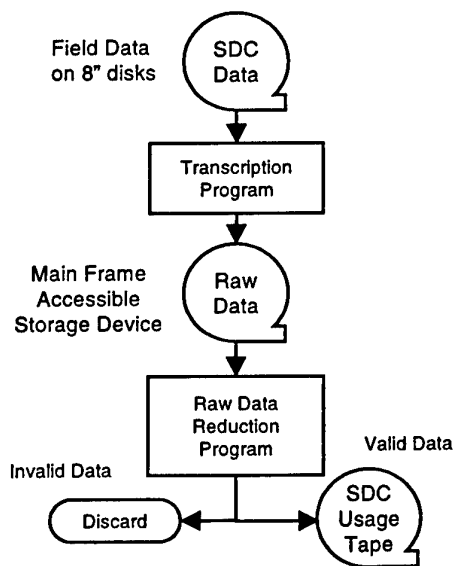 Field Data
on 8" disks
SDC
Data
Transcription
Program
Main Frame
Accessible
Storage Device
Raw
Data
Raw Data
Reduction
Program
Invalid Data
Valid Data
Discard
SDC
Usage
Tape